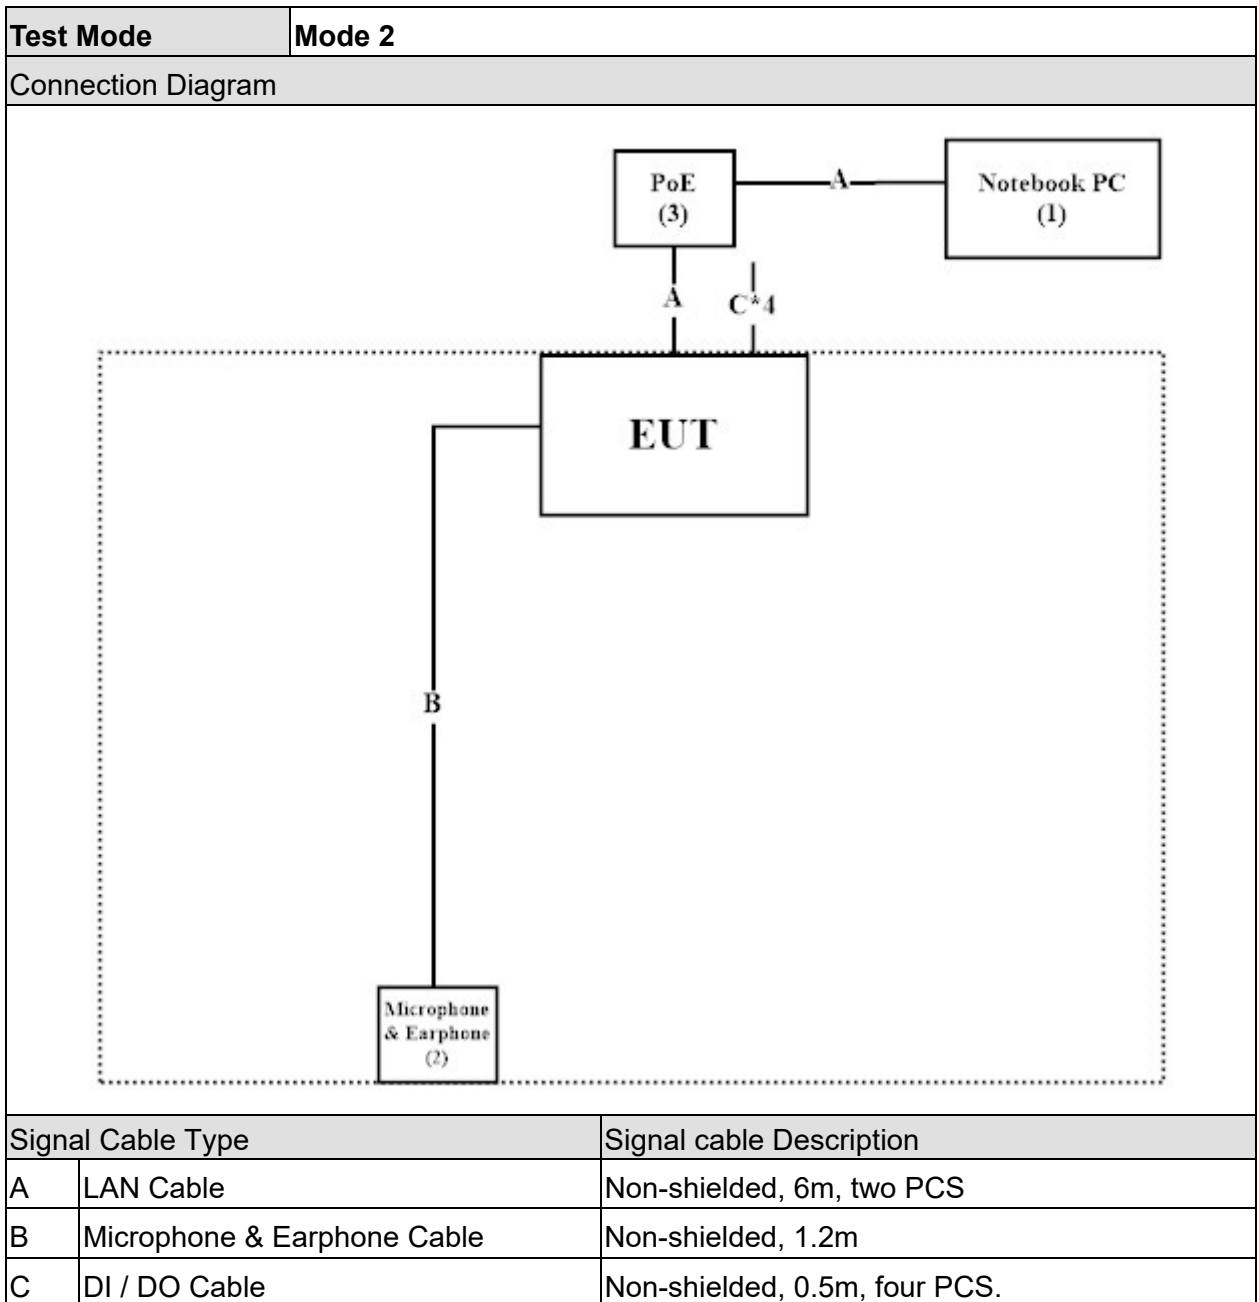 Test Mode Mode 2
Connection Diagram
PoE
(3)
A
Notebook PC
(1)
A
C*4
EUT
B
Microphone
& Earphone
(2)
Signal Cable Type Signal cable Description
A LAN Cable Non-shielded, 6m, two PCS
B Microphone & Earphone Cable Non-shielded, 1.2m
C DI / DO Cable Non-shielded, 0.5m, four PCS.